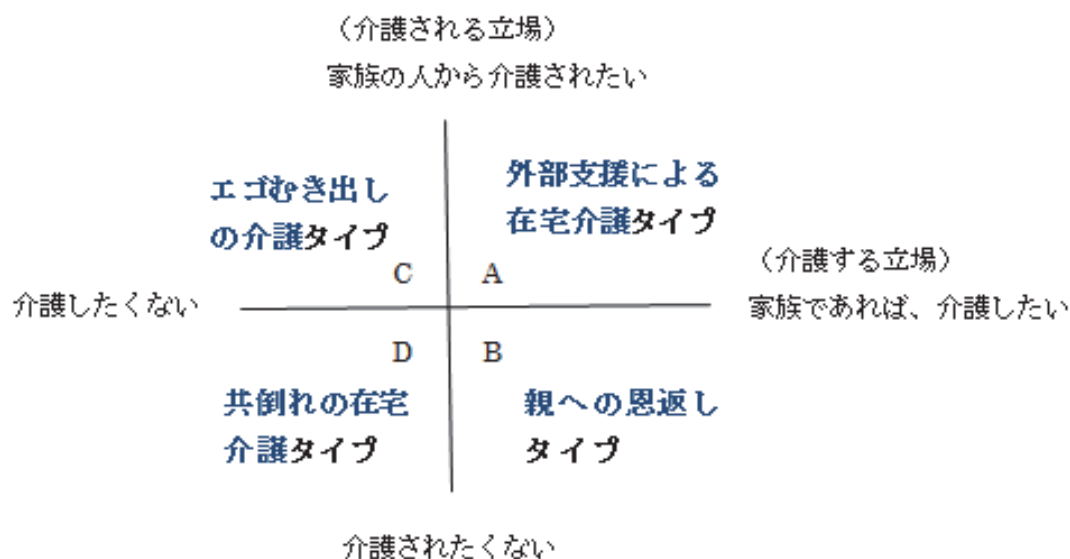 （介護される立場）
家族の人から介護されたい
エゴむき出し
の介護タイプ
外部支援による
在宅介護タイプ
C
A
（介護する立場）
介護したくない
家族であれば、介護したい
D
B
共倒れの在宅
介護タイプ
親への恩返し
タイプ
介護されたくない